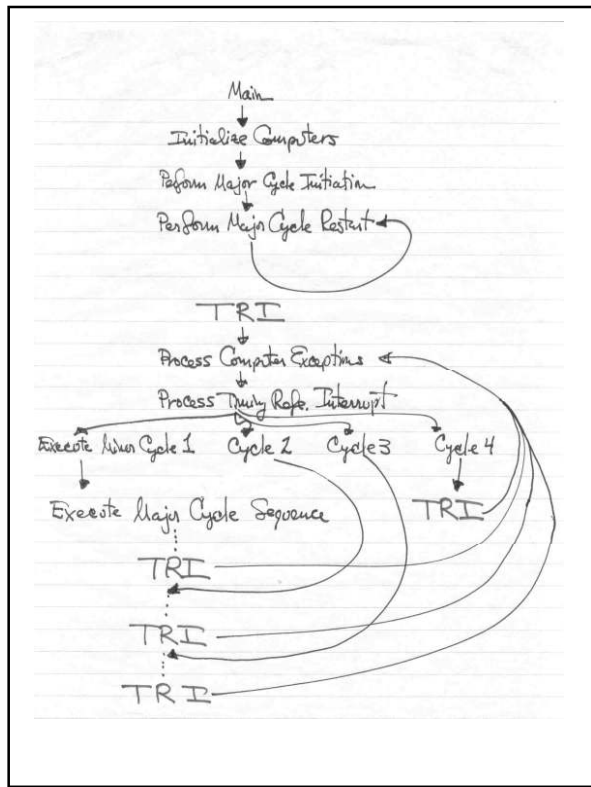 Main
Initialize Computers
Perform Major Cycle Initiation
Perform Major Cycle Restart
TRI
Process Computer Exceptions
Process Timing Refe. Interrupt
Execute Minor Cycle 1 Cycle 2 Cycle 3 Cycle 4
Execute Major Cycle Sequence TRI
TRI
TRI
TRI